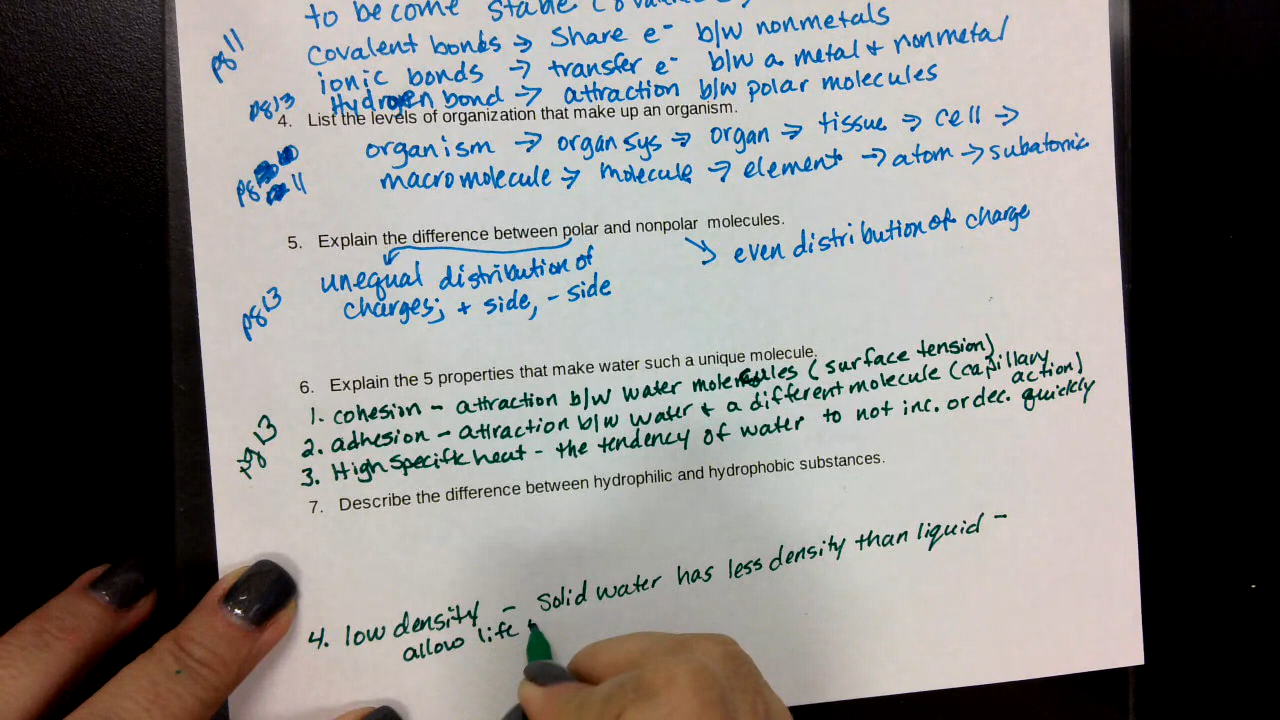 to become stable (
pg 11
covalent bonds → share e⁻ b/w nonmetals
ionic bonds → transfer e⁻ b/w a metal + nonmetal
pg 13
Hydrogen bond → attraction b/w polar molecules
4. List the levels of organization that make up an organism.
organism → organ sys → organ → tissue → cell →
pg 11
macromolecule → molecule → element → atom → subatomic
5. Explain the difference between polar and nonpolar molecules.
unequal distribution of
charges; + side, - side
even distribution of charge
pg 13
6. Explain the 5 properties that make water such a unique molecule.
1. cohesion - attraction b/w water molecules (surface tension)
2. adhesion - attraction b/w water + a different molecule (capillary action)
pg 13
3. High specific heat - the tendency of water to not inc. or dec. quickly
7. Describe the difference between hydrophilic and hydrophobic substances.
4. low density - solid water has less density than liquid -
allow life